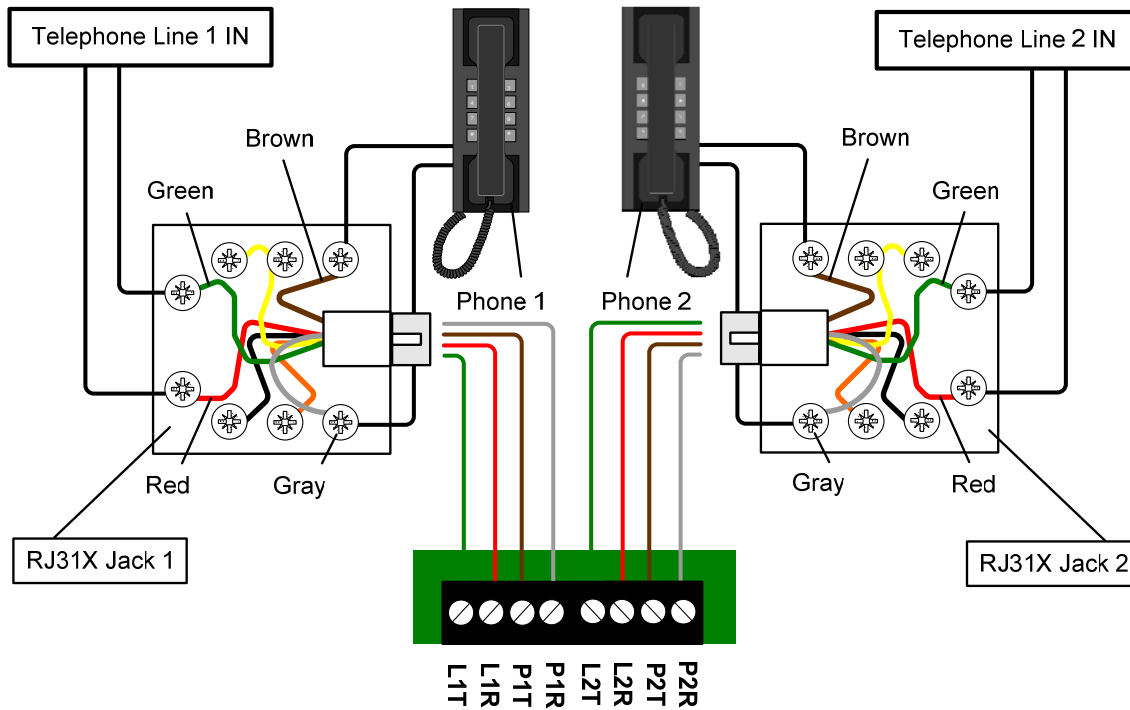 Telephone Line 1 IN
Telephone Line 2 IN
Brown
Brown
Green
Green
Phone 1
Phone 2
Red
Gray
Gray
Red
RJ31X Jack 1
RJ31X Jack 2
L1T
L1R
P1T
P1R
L2T
L2R
P2T
P2R